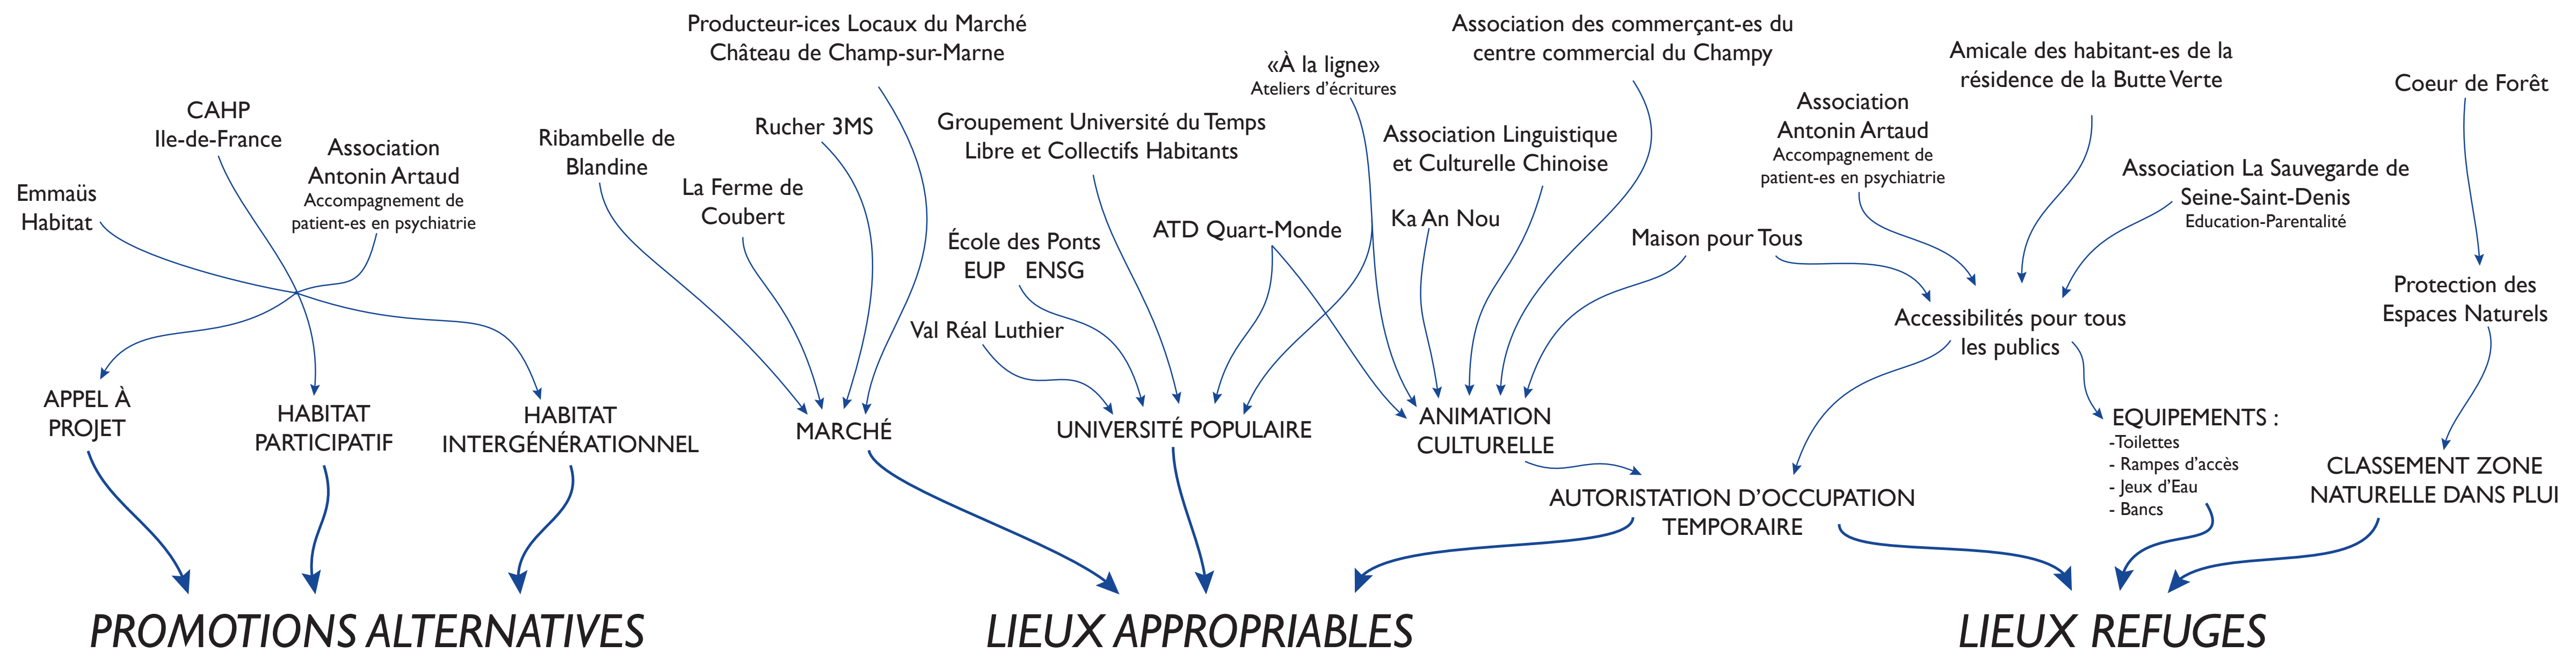 Emmaüs
Habitat
CAHP
Ile-de-France
Association
Antonin Artaud
Accompagnement de
patient-es en psychiatrie
APPEL À
PROJET
HABITAT
PARTICIPATIF
HABITAT
INTERGÉNÉRATIONNEL
PROMOTIONS ALTERNATIVES
Producteur-ices Locaux du Marché
Château de Champ-sur-Marne
Ribambelle de
Blandine
La Ferme de
Coubert
Rucher 3MS
Groupement Université du Temps
Libre et Collectifs Habitants
École des Ponts
EUP ENSG
Val Réal Luthier
«À la ligne»
Ateliers d'écritures
ATD Quart-Monde
Association des commerçant-es du
centre commercial du Champy
Association Linguistique
et Culturelle Chinoise
Ka An Nou
Maison pour Tous
MARCHÉ
UNIVERSITÉ POPULAIRE
ANIMATION
CULTURELLE
AUTORISTATION D'OCCUPATION
TEMPORAIRE
LIEUX APPROPRIABLES
Association
Antonin Artaud
Accompagnement de
patient-es en psychiatrie
Amicale des habitant-es de la
résidence de la Butte Verte
Association La Sauvegarde de
Seine-Saint-Denis
Education-Parentalité
Coeur de Forêt
Accessibilités pour tous
les publics
Protection des
Espaces Naturels
EQUIPEMENTS :
-Toilettes
- Rampes d'accès
- Jeux d'Eau
- Bancs
CLASSEMENT ZONE
NATURELLE DANS PLUI
LIEUX REFUGES